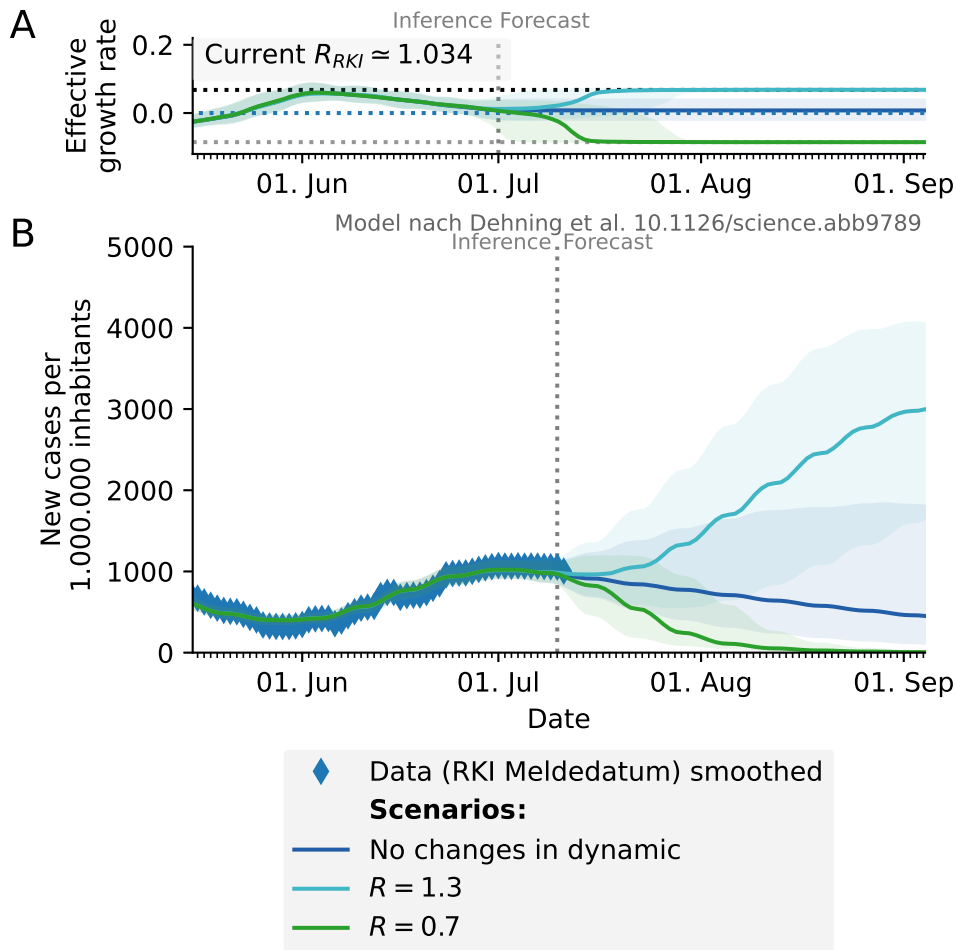 A
Inference Forecast
Effective
growth rate
0.2
0.0
Current R_RKI ≃ 1.034
01. Jun
01. Jul
01. Aug
01. Sep
B
Model nach Dehning et al. 10.1126/science.abb9789
Inference Forecast
New cases per
1.000.000 inhabitants
5000
4000
3000
2000
1000
0
01. Jun
01. Jul
01. Aug
01. Sep
Date
Data (RKI Meldedatum) smoothed
Scenarios:
No changes in dynamic
R = 1.3
R = 0.7